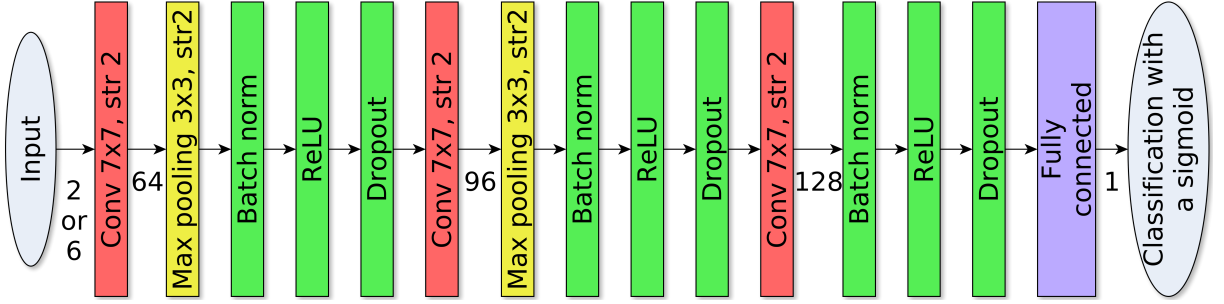 Input
2
or
6
Conv 7x7, str 2
64
Max pooling 3x3, str2
Batch norm
ReLU
Dropout
Conv 7x7, str 2
96
Max pooling 3x3, str2
Batch norm
ReLU
Dropout
Conv 7x7, str 2
128
Batch norm
ReLU
Dropout
Fully
connected
1
Classification with
a sigmoid